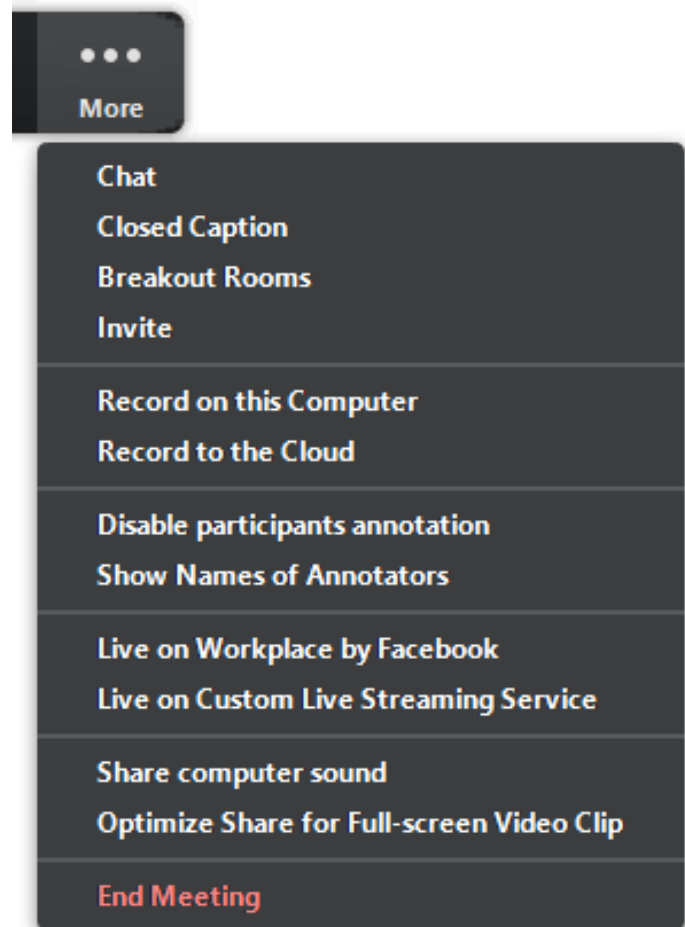 More
Chat
Closed Caption
Breakout Rooms
Invite
Record on this Computer
Record to the Cloud
Disable participants annotation
Show Names of Annotators
Live on Workplace by Facebook
Live on Custom Live Streaming Service
Share computer sound
Optimize Share for Full-screen Video Clip
End Meeting